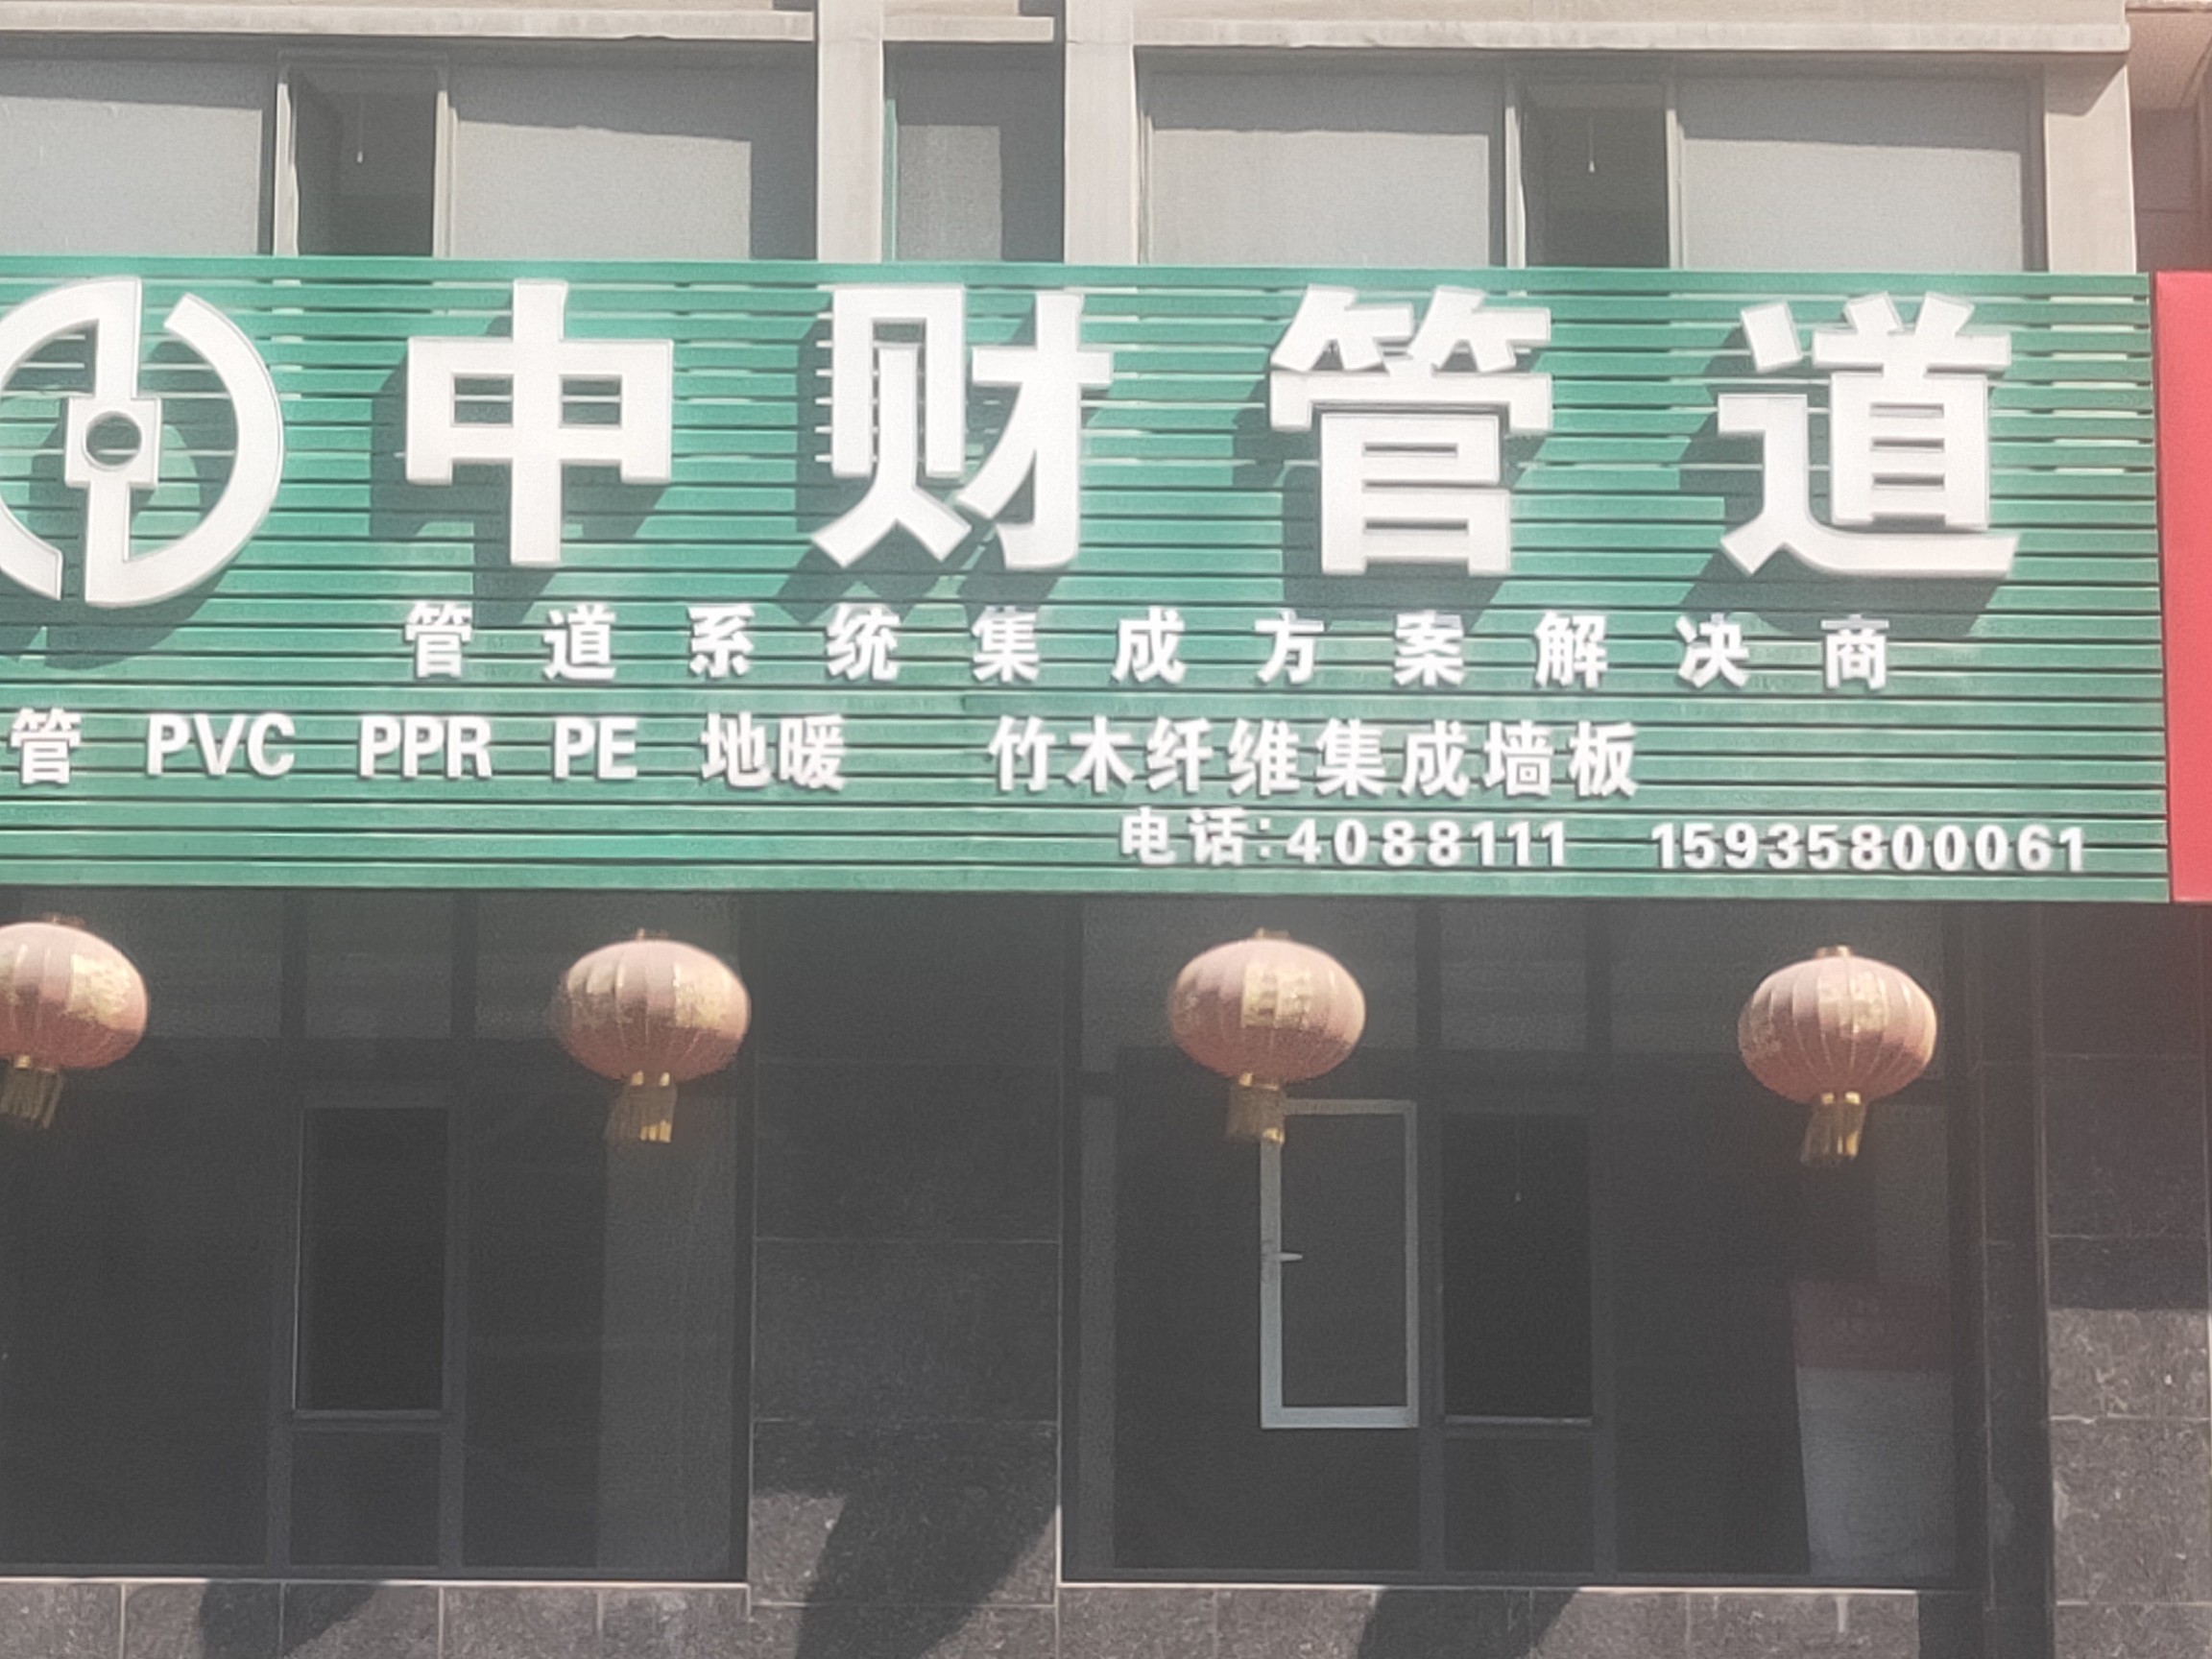 中财管道
管道系统集成方案解决商
管 PVC PPR PE 地暖 竹木纤维集成墙板
电话:4088111 15935800061